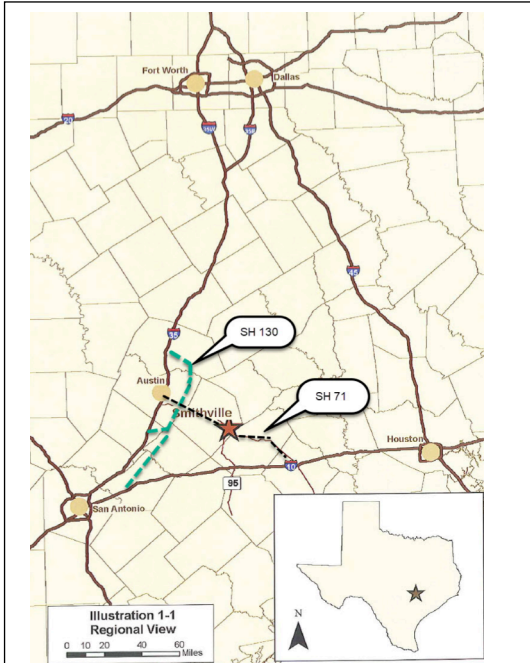 Fort Worth
Dallas
20
35W
35E
45
35
SH 130
Austin
Smithville
SH 71
Houston
10
95
San Antonio
Illustration 1-1
Regional View
0 10 20 40 60
Miles
N